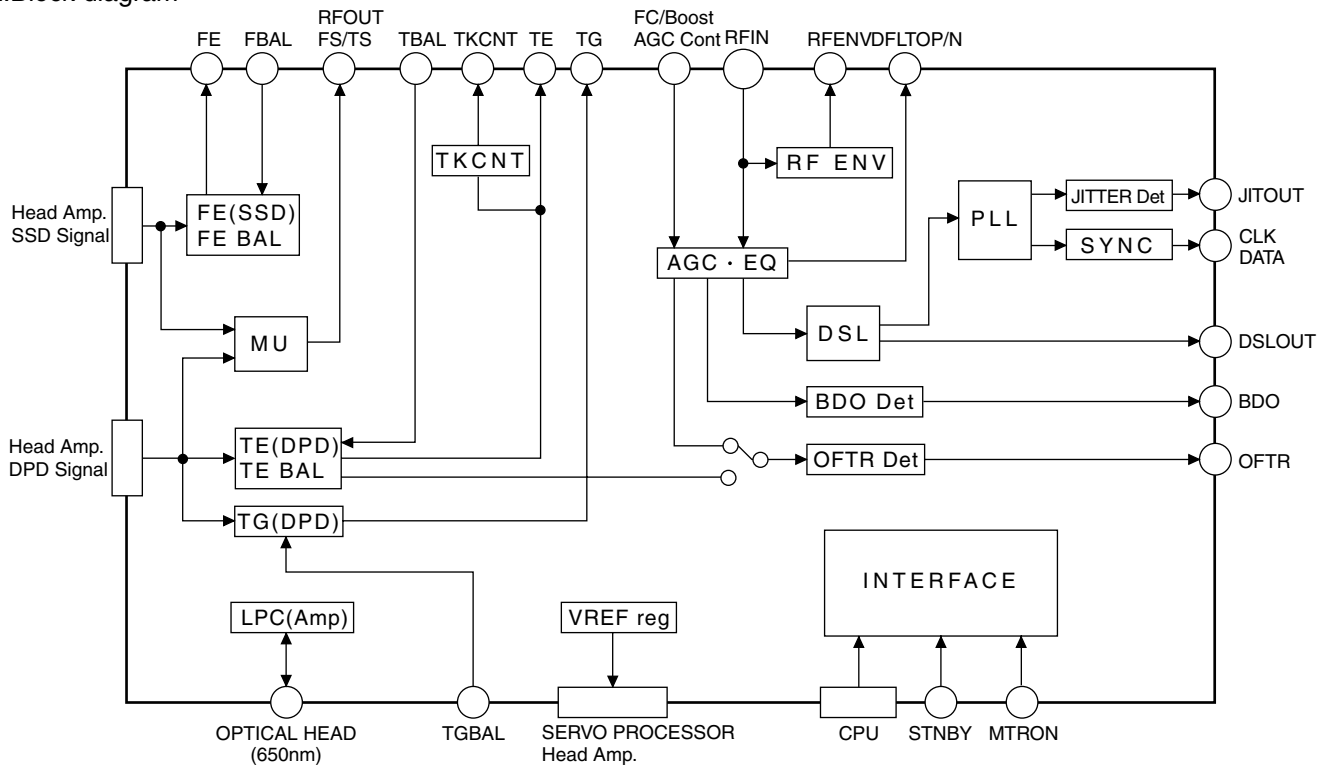 Block diagram
RFOUT
FE FBAL FS/TS TBAL TKCNT TE TG
FC/Boost
AGC Cont RFIN RFENV DFLTOP/N
TKCNT
RF ENV
Head Amp.
SSD Signal
FE(SSD)
FE BAL
PLL
JITTER Det
JITOUT
SYNC
CLK
DATA
AGC · EQ
MU
DSL
DSLOUT
BDO Det
BDO
Head Amp.
DPD Signal
TE(DPD)
TE BAL
OFTR Det
OFTR
TG(DPD)
INTERFACE
LPC(Amp)
VREF reg
OPTICAL HEAD
(650nm)
TGBAL
SERVO PROCESSOR
Head Amp.
CPU STNBY MTRON